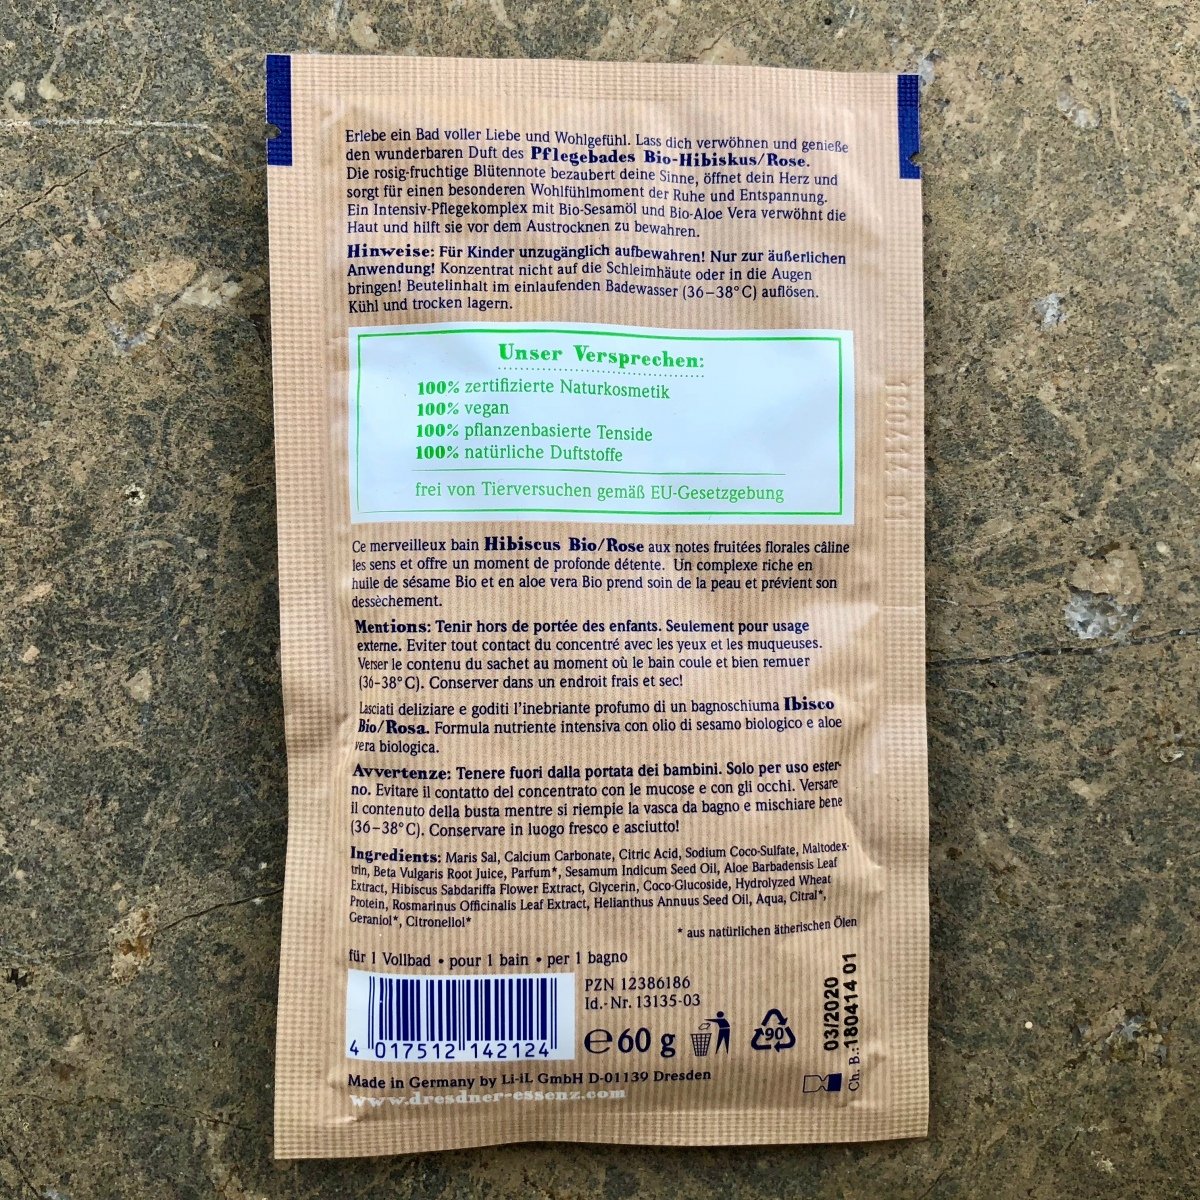 Erlebe ein Bad voller Liebe und Wohlgefühl. Lass dich verwöhnen und genieße
den wunderbaren Duft des Pflegebades Bio-Hibiskus/Rose.
Die rosig-fruchtige Blütennote bezaubert deine Sinne, öffnet dein Herz und
sorgt für einen besonderen Wohlfühlmoment der Ruhe und Entspannung.
Ein Intensiv-Pflegekomplex mit Bio-Sesamöl und Bio-Aloe Vera verwöhnt die
Haut und hilft sie vor dem Austrocknen zu bewahren.
Hinweise: Für Kinder unzugänglich aufbewahren! Nur zur äußerlichen
Anwendung! Konzentrat nicht auf die Schleimhäute oder in die Augen
bringen! Beutelinhalt im einlaufenden Badewasser (36–38°C) auflösen.
Kühl und trocken lagern.
Unser Versprechen:
100% zertifizierte Naturkosmetik
100% vegan
100% pflanzenbasierte Tenside
100% natürliche Duftstoffe
frei von Tierversuchen gemäß EU-Gesetzgebung
Ce merveilleux bain Hibiscus Bio/Rose aux notes fruitées florales câline
les sens et offre un moment de profonde détente. Un complexe riche en
huile de sésame Bio et en aloe vera Bio prend soin de la peau et prévient son
dessèchement.
Mentions: Tenir hors de portée des enfants. Seulement pour usage
externe. Eviter tout contact du concentré avec les yeux et les muqueuses.
Verser le contenu du sachet au moment où le bain coule et bien remuer
(36-38°C). Conserver dans un endroit frais et sec!
Lasciati deliziare e goditi l'inebriante profumo di un bagnoschiuma Ibisco
Bio/Rosa. Formula nutriente intensiva con olio di sesamo biologico e aloe
vera biologica.
Avvertenze: Tenere fuori dalla portata dei bambini. Solo per uso ester-
no. Evitare il contatto del concentrato con le mucose e con gli occhi. Versare
il contenuto della busta mentre si riempie la vasca da bagno e mischiare bene
(36–38°C). Conservare in luogo fresco e asciutto!
Ingredients: Maris Sal, Calcium Carbonate, Citric Acid, Sodium Coco-Sulfate, Maltodex-
trin, Beta Vulgaris Root Juice, Parfum*, Sesamum Indicum Seed Oil, Aloe Barbadensis Leaf
Extract, Hibiscus Sabdariffa Flower Extract, Glycerin, Coco-Glucoside, Hydrolyzed Wheat
Protein, Rosmarinus Officinalis Leaf Extract, Helianthus Annuus Seed Oil, Aqua, Citral*,
Geraniol*, Citronellol*
* aus natürlichen ätherischen Ölen
für 1 Vollbad • pour 1 bain • per 1 bagno
PZN 12386186
Id.-Nr. 13135-03
4 017512 142124
℮ 60 g
90
03/2020
Ch. B.: 180414 01
Made in Germany by Li-iL GmbH D-01139 Dresden
www.dresdner-essenz.com
180414 01